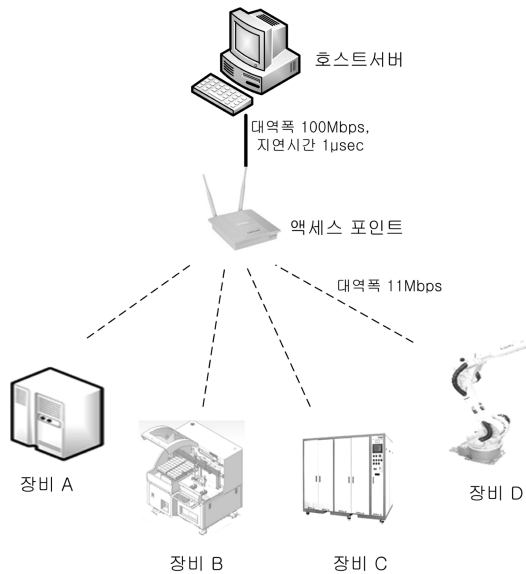 호스트서버
대역폭 100Mbps,
지연시간 1μsec
액세스 포인트
대역폭 11Mbps
장비 A
장비 D
장비 B
장비 C